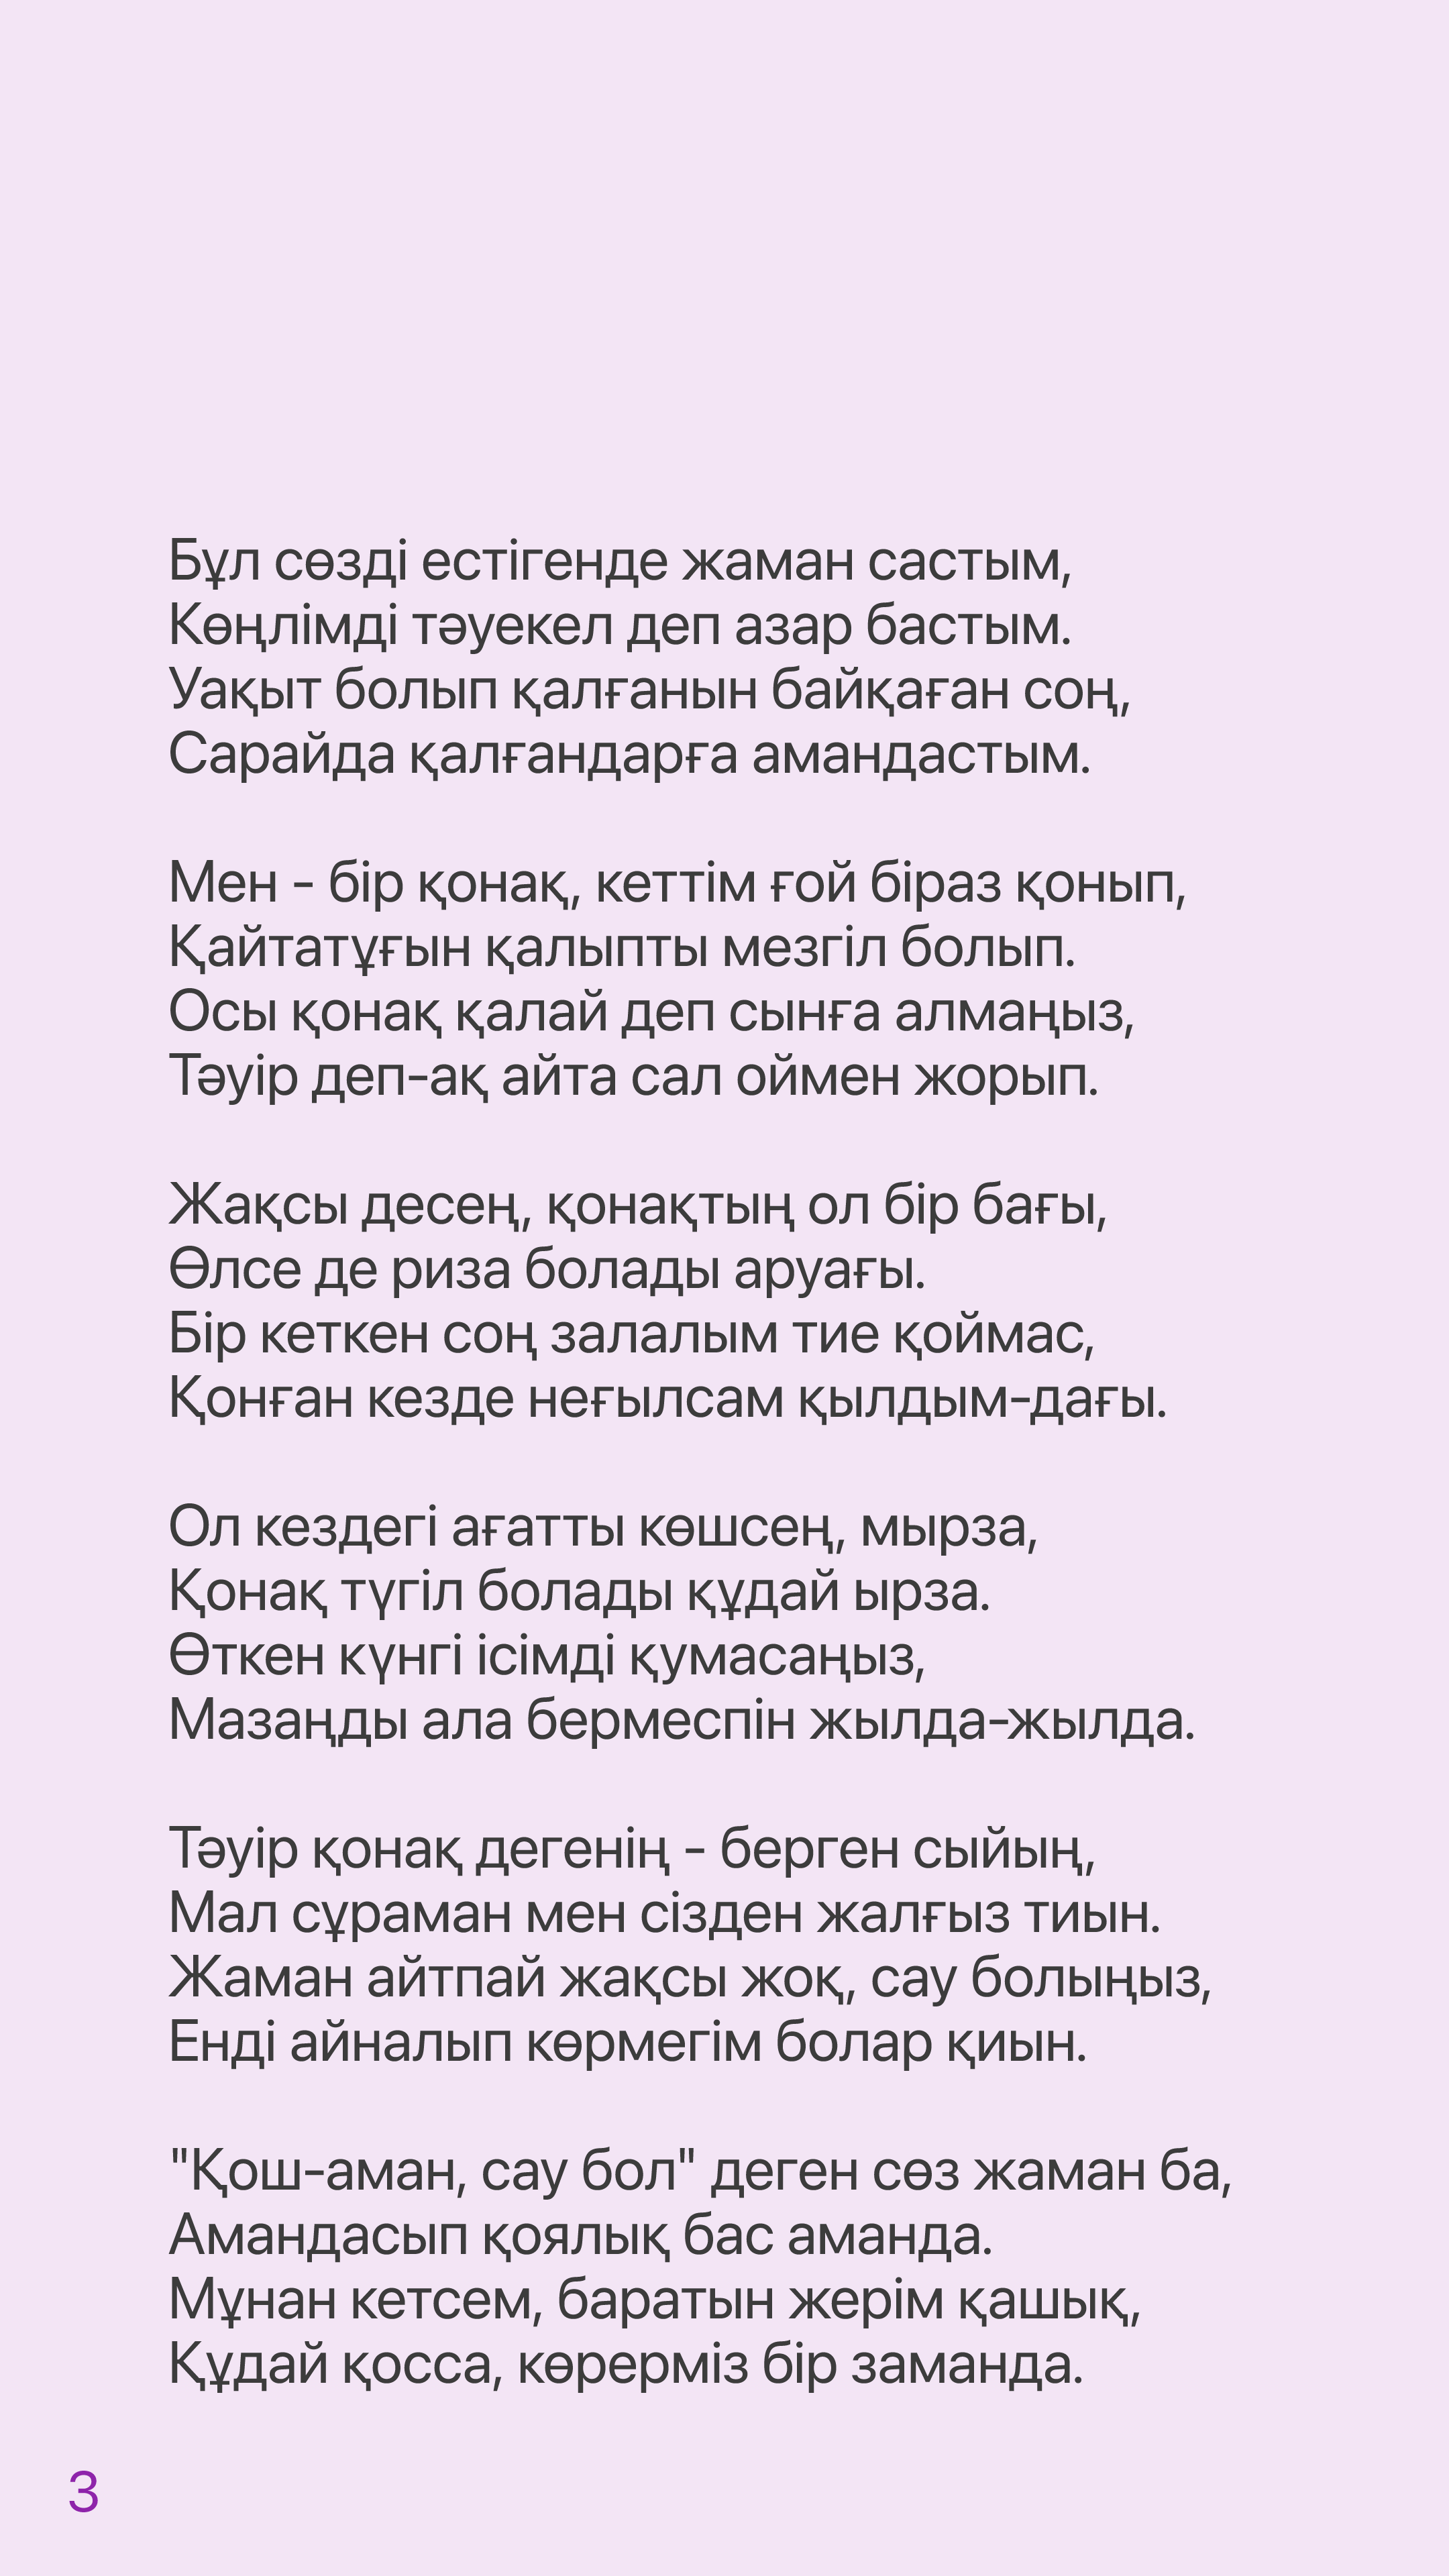 Бұл сөзді естігенде жаман састым,
Көңлімді тәуекел деп азар бастым.
Уақыт болып қалғанын байқаған соң,
Сарайда қалғандарға амандастым.
Мен - бір қонақ, кеттім ғой біраз қонып,
Қайтатұғын қалыпты мезгіл болып.
Осы қонақ қалай деп сынға алмаңыз,
Тәуір деп-ақ айта сал оймен жорып.
Жақсы десең, қонақтың ол бір бағы,
Өлсе де риза болады аруағы.
Бір кеткен соң залалым тие қоймас,
Қонған кезде неғылсам қылдым-дағы.
Ол кездегі ағатты көшсең, мырза,
Қонақ түгіл болады құдай ырза.
Өткен күнгі ісімді қумасаңыз,
Мазаңды ала бермеспін жылда-жылда.
Тәуір қонақ дегенің - берген сыйың,
Мал сұраман мен сізден жалғыз тиын.
Жаман айтпай жақсы жоқ, сау болыңыз,
Енді айналып көрмегім болар қиын.
"Қош-аман, сау бол" деген сөз жаман ба,
Амандасып қоялық бас аманда.
Мұнан кетсем, баратын жерім қашық,
Құдай қосса, көрерміз бір заманда.
3